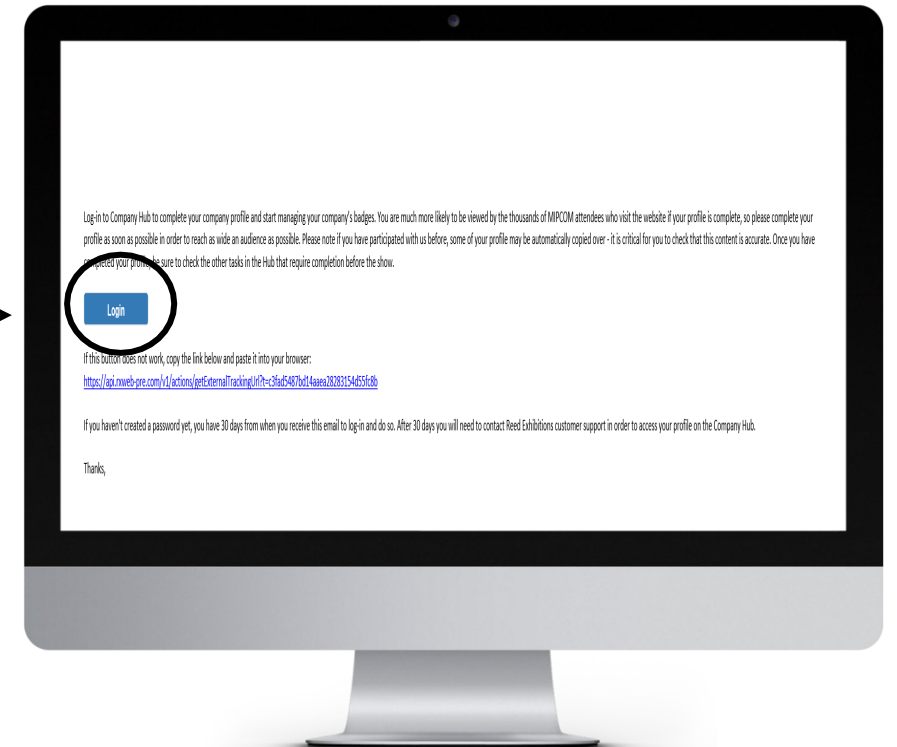 Log-in to Company Hub to complete your company profile and start managing your company's badges. You are much more likely to be viewed by the thousands of MIPCOM attendees who visit the website if your profile is complete, so please complete your
profile as soon as possible in order to reach as wide an audience as possible. Please note if you have participated with us before, some of your profile may be automatically copied over - it is critical for you to check that this content is accurate. Once you have
completed your profile, be sure to check the other tasks in the Hub that require completion before the show.
Login
If this button does not work, copy the link below and paste it into your browser:
https://api.rxweb-pre.com/v1/actions/getExternalTrackingUrl?t=c3fad5487bd14aaea28283154d55fc8b
If you haven't created a password yet, you have 30 days from when you receive this email to log-in and do so. After 30 days you will need to contact Reed Exhibitions customer support in order to access your profile on the Company Hub.
Thanks,